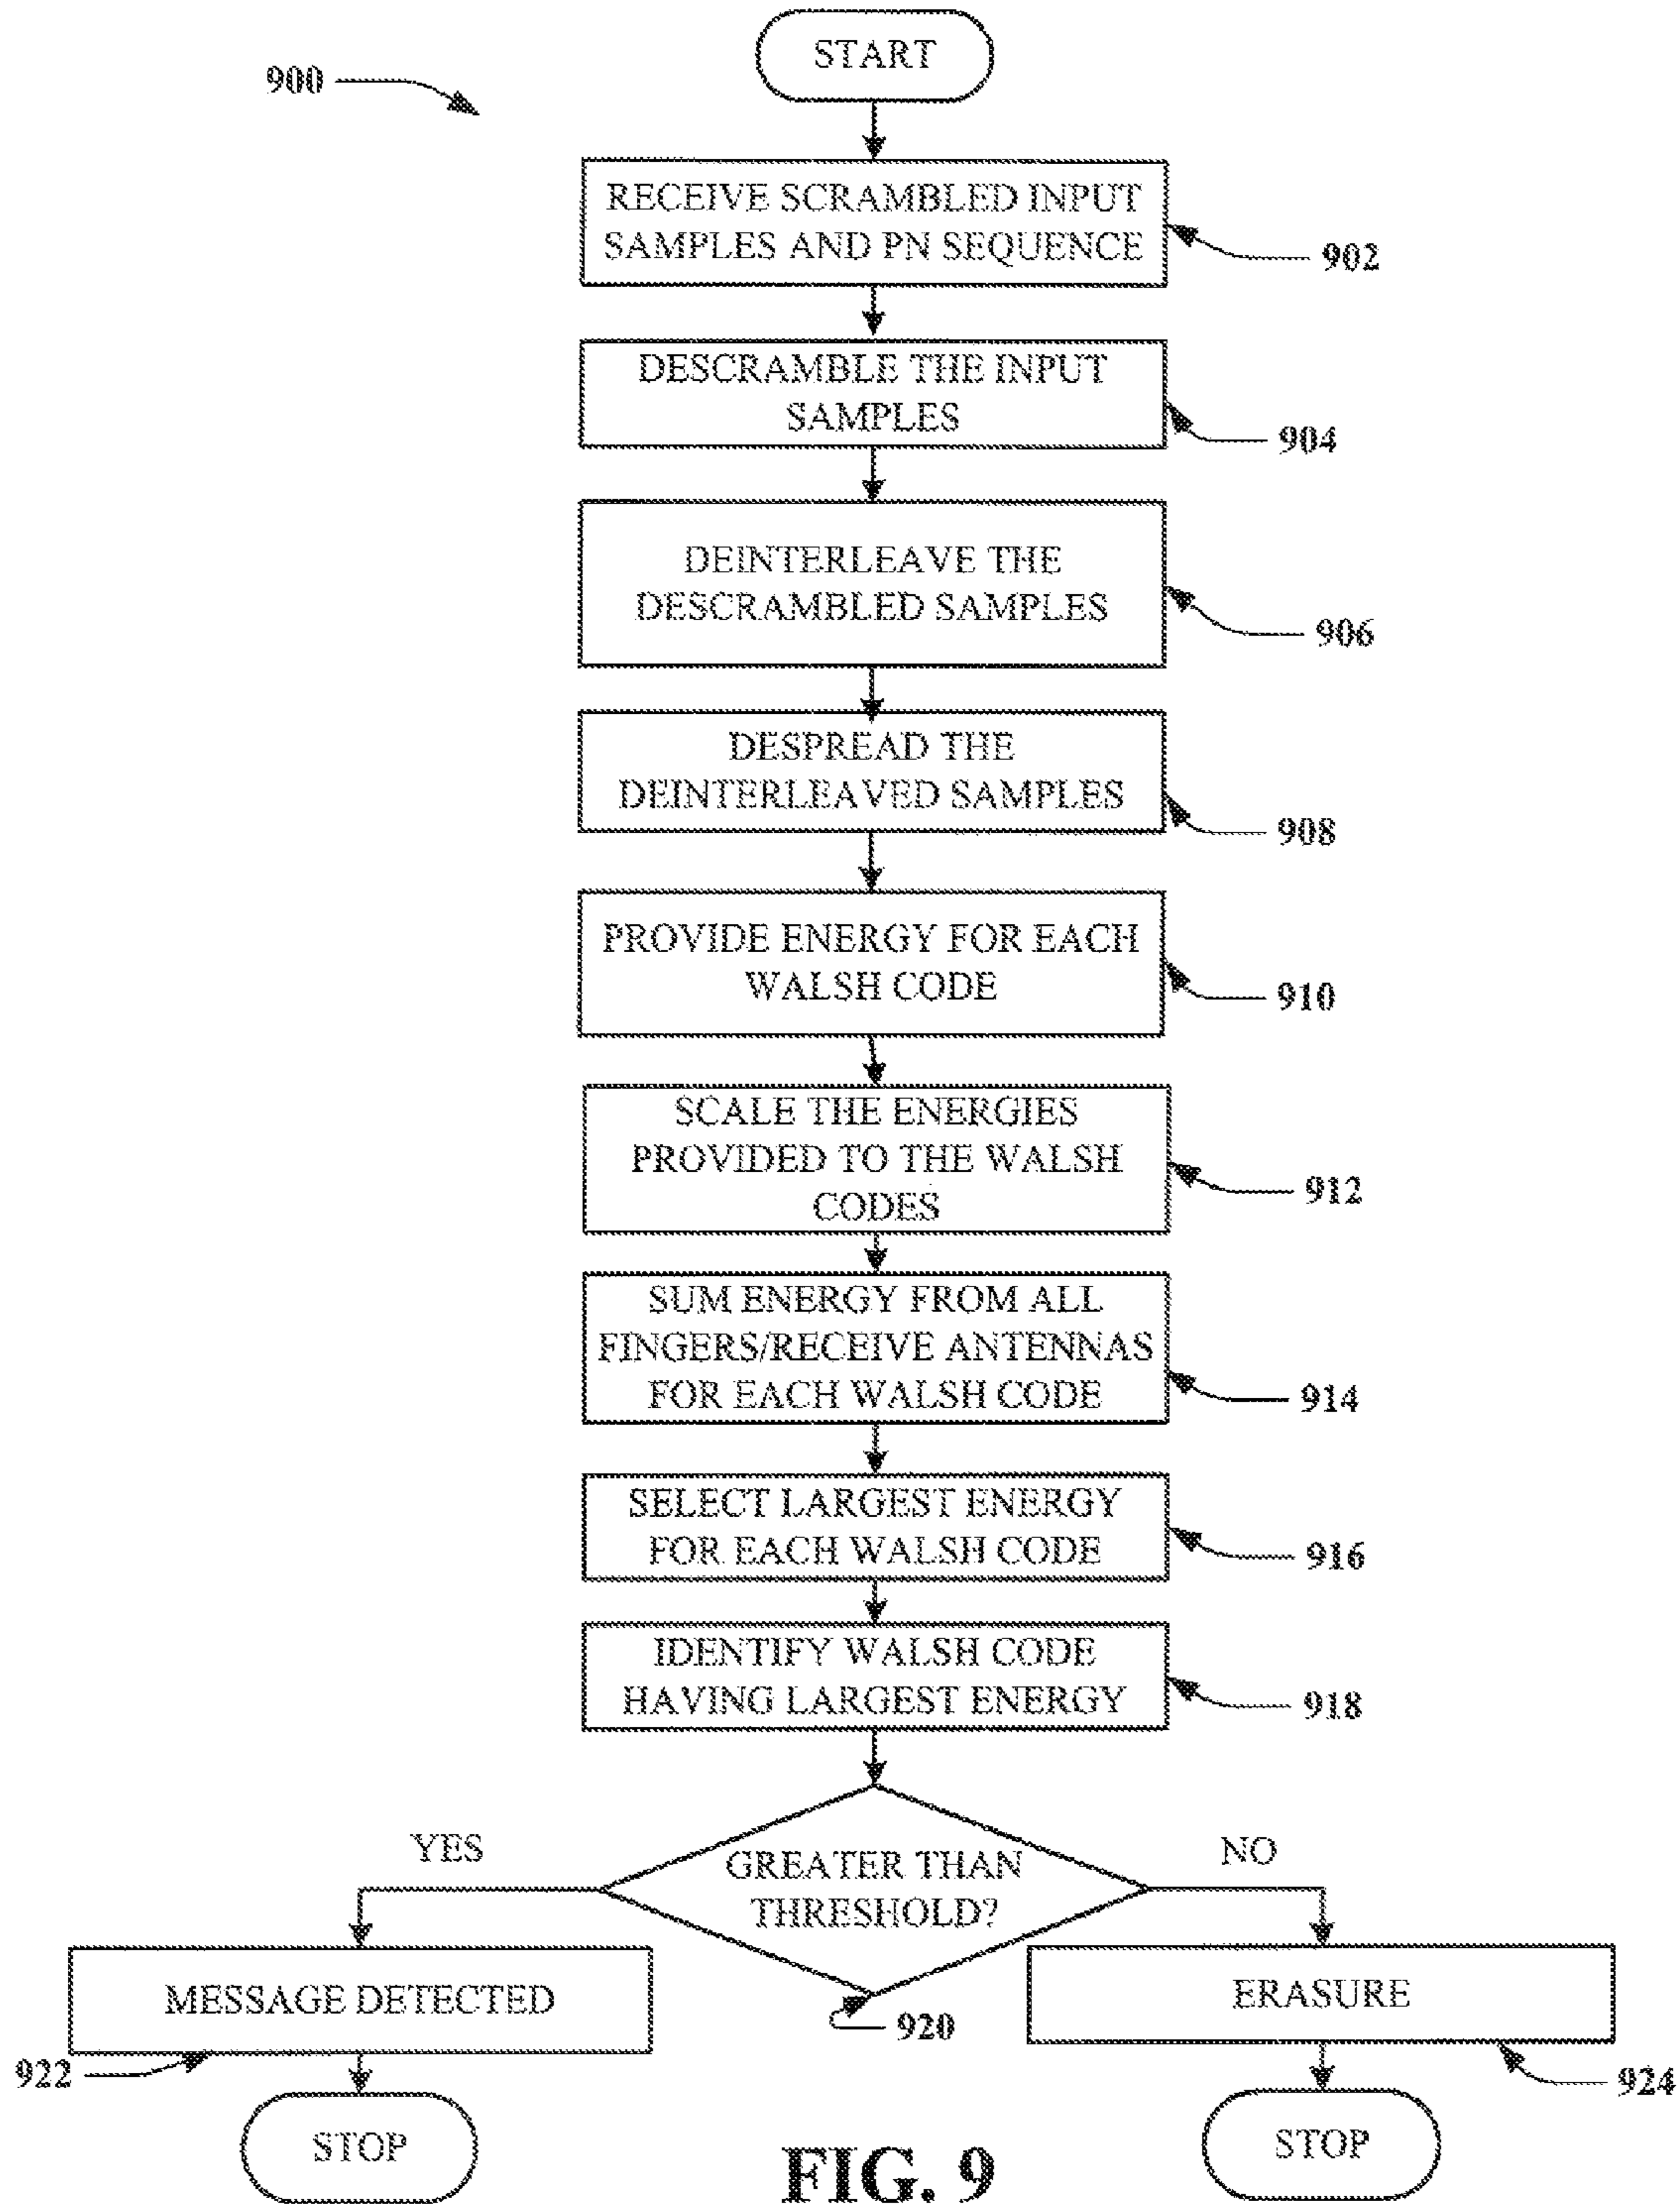 START
900
RECEIVE SCRAMBLED INPUT
SAMPLES AND PN SEQUENCE
902
DESCRAMBLE THE INPUT
SAMPLES
904
DEINTERLEAVE THE
DESCRAMBLED SAMPLES
906
DESPREAD THE
DEINTERLEAVED SAMPLES
908
PROVIDE ENERGY FOR EACH
WALSH CODE
910
SCALE THE ENERGIES
PROVIDED TO THE WALSH
CODES
912
SUM ENERGY FROM ALL
FINGERS/RECEIVE ANTENNAS
FOR EACH WALSH CODE
914
SELECT LARGEST ENERGY
FOR EACH WALSH CODE
916
IDENTIFY WALSH CODE
HAVING LARGEST ENERGY
918
YES
NO
GREATER THAN
THRESHOLD?
920
MESSAGE DETECTED
922
ERASURE
924
STOP
STOP
FIG. 9